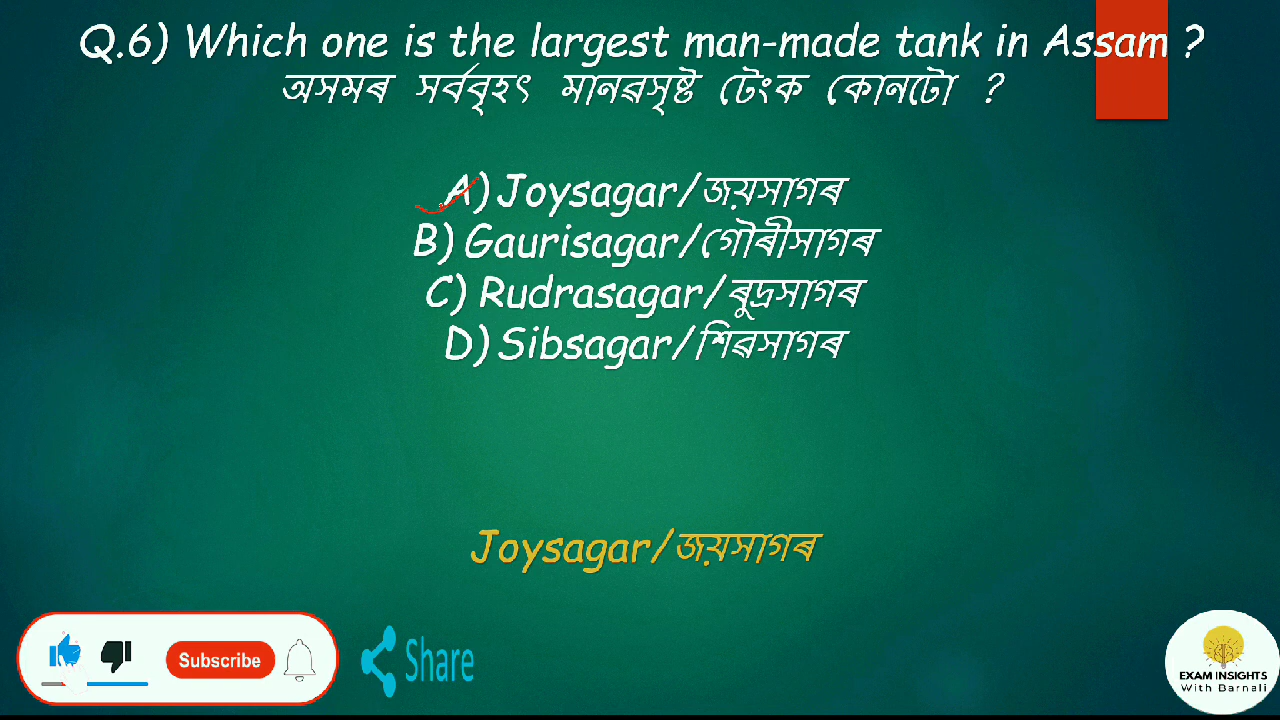 Q.6) Which one is the largest man-made tank in Assam ?
অসমৰ সৰ্ববৃহৎ মানৱসৃষ্ট টেংক কোনটো ?
A) Joysagar/জয়সাগৰ
B) Gaurisagar/গৌৰীসাগৰ
C) Rudrasagar/ৰুদ্ৰসাগৰ
D) Sibsagar/শিৱসাগৰ
Joysagar/জয়সাগৰ
Subscribe
Share
EXAM INSIGHTS
With Barnali